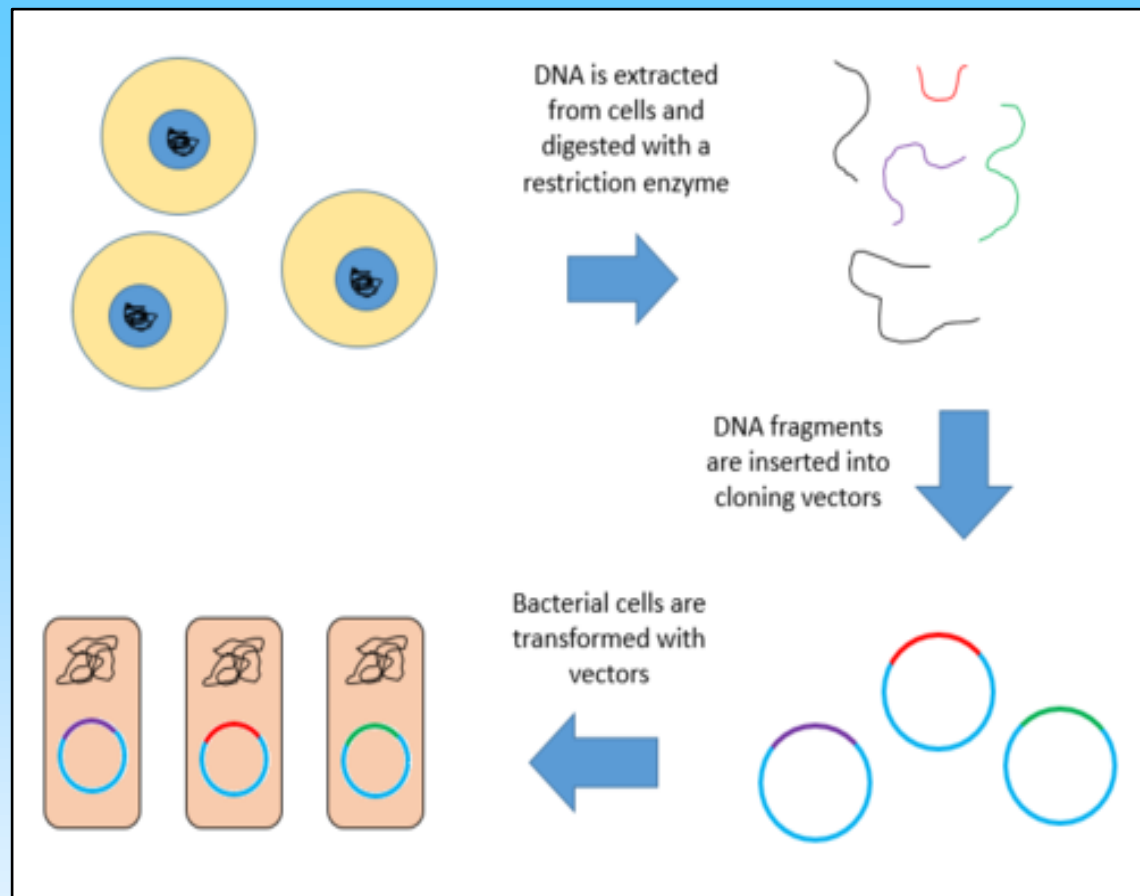 DNA is extracted
from cells and
digested with a
restriction enzyme
DNA fragments
are inserted into
cloning vectors
Bacterial cells are
transformed with
vectors